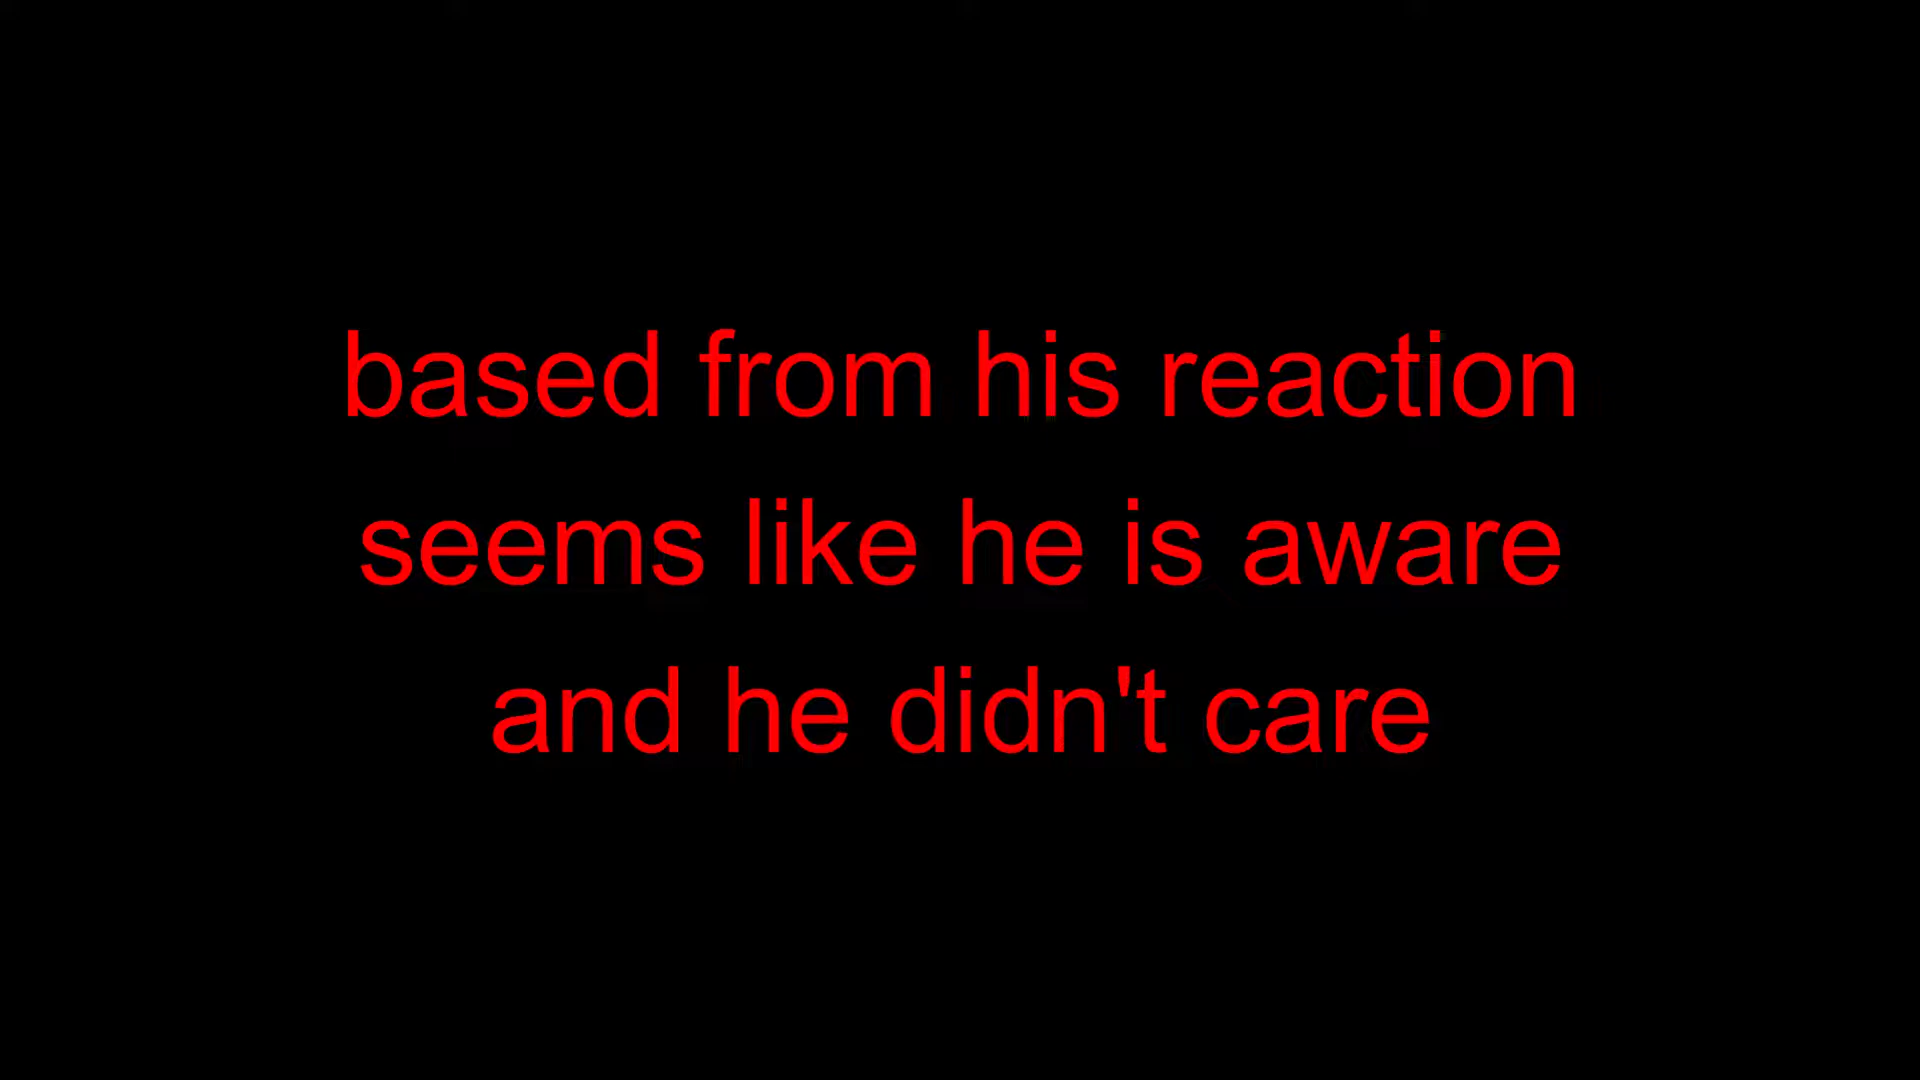 based from his reaction
seems like he is aware
and he didn't care